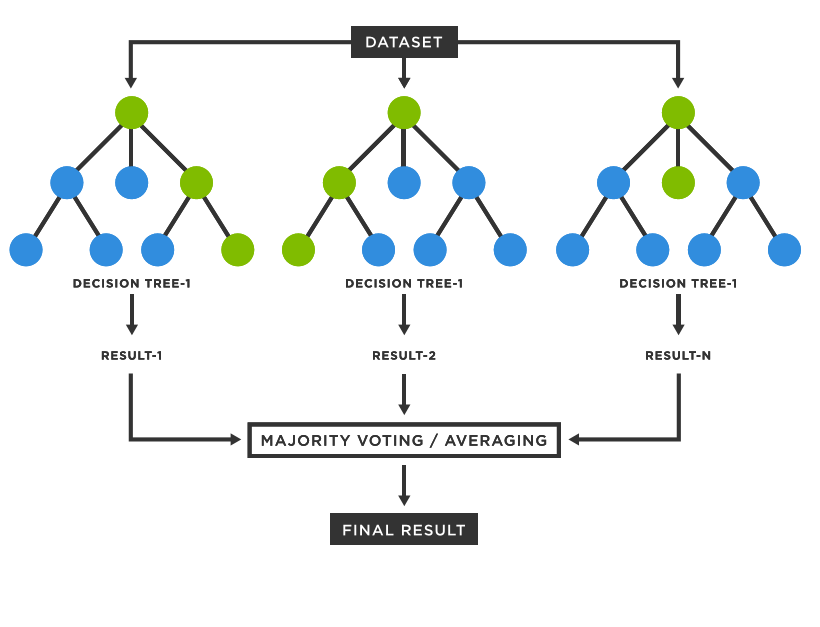 DATASET
DECISION TREE-1
DECISION TREE-1
DECISION TREE-1
RESULT-1
RESULT-2
RESULT-N
MAJORITY VOTING / AVERAGING
FINAL RESULT